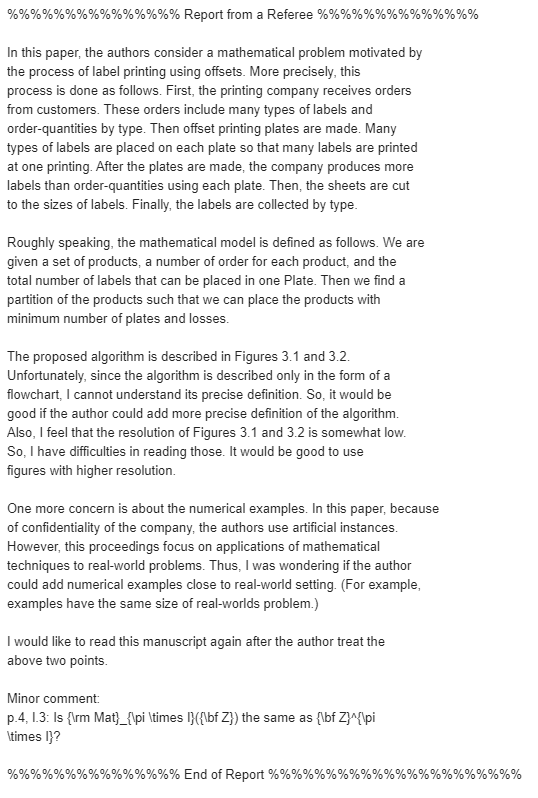 %%%%%%%%%%%%%%% Report from a Referee %%%%%%%%%%%%%%
In this paper, the authors consider a mathematical problem motivated by
the process of label printing using offsets. More precisely, this
process is done as follows. First, the printing company receives orders
from customers. These orders include many types of labels and
order-quantities by type. Then offset printing plates are made. Many
types of labels are placed on each plate so that many labels are printed
at one printing. After the plates are made, the company produces more
labels than order-quantities using each plate. Then, the sheets are cut
to the sizes of labels. Finally, the labels are collected by type.
Roughly speaking, the mathematical model is defined as follows. We are
given a set of products, a number of order for each product, and the
total number of labels that can be placed in one Plate. Then we find a
partition of the products such that we can place the products with
minimum number of plates and losses.
The proposed algorithm is described in Figures 3.1 and 3.2.
Unfortunately, since the algorithm is described only in the form of a
flowchart, I cannot understand its precise definition. So, it would be
good if the author could add more precise definition of the algorithm.
Also, I feel that the resolution of Figures 3.1 and 3.2 is somewhat low.
So, I have difficulties in reading those. It would be good to use
figures with higher resolution.
One more concern is about the numerical examples. In this paper, because
of confidentiality of the company, the authors use artificial instances.
However, this proceedings focus on applications of mathematical
techniques to real-world problems. Thus, I was wondering if the author
could add numerical examples close to real-world setting. (For example,
examples have the same size of real-worlds problem.)
I would like to read this manuscript again after the author treat the
above two points.
Minor comment:
p.4, l.3: Is {\rm Mat}_{\pi \times l}({\bf Z}) the same as {\bf Z}^{\pi
\times l}?
%%%%%%%%%%%%%%% End of Report %%%%%%%%%%%%%%%%%%%%%%